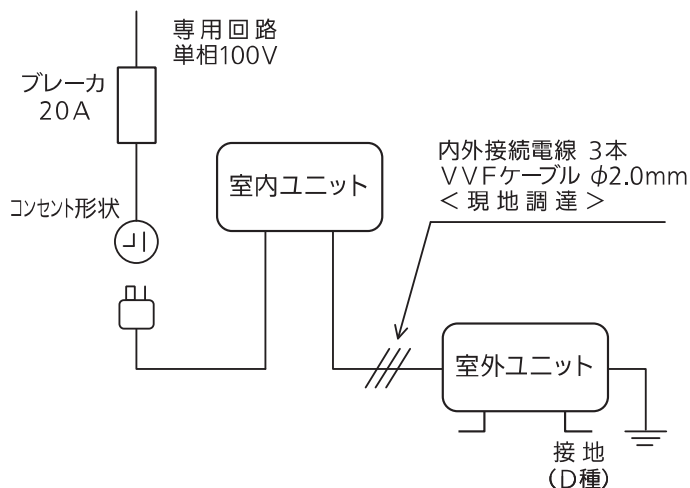 専用回路
単相100V
ブレーカ
20A
コンセント形状
室内ユニット
内外接続電線 3本
VVFケーブル φ2.0mm
<現地調達>
室外ユニット
接地
(D種)